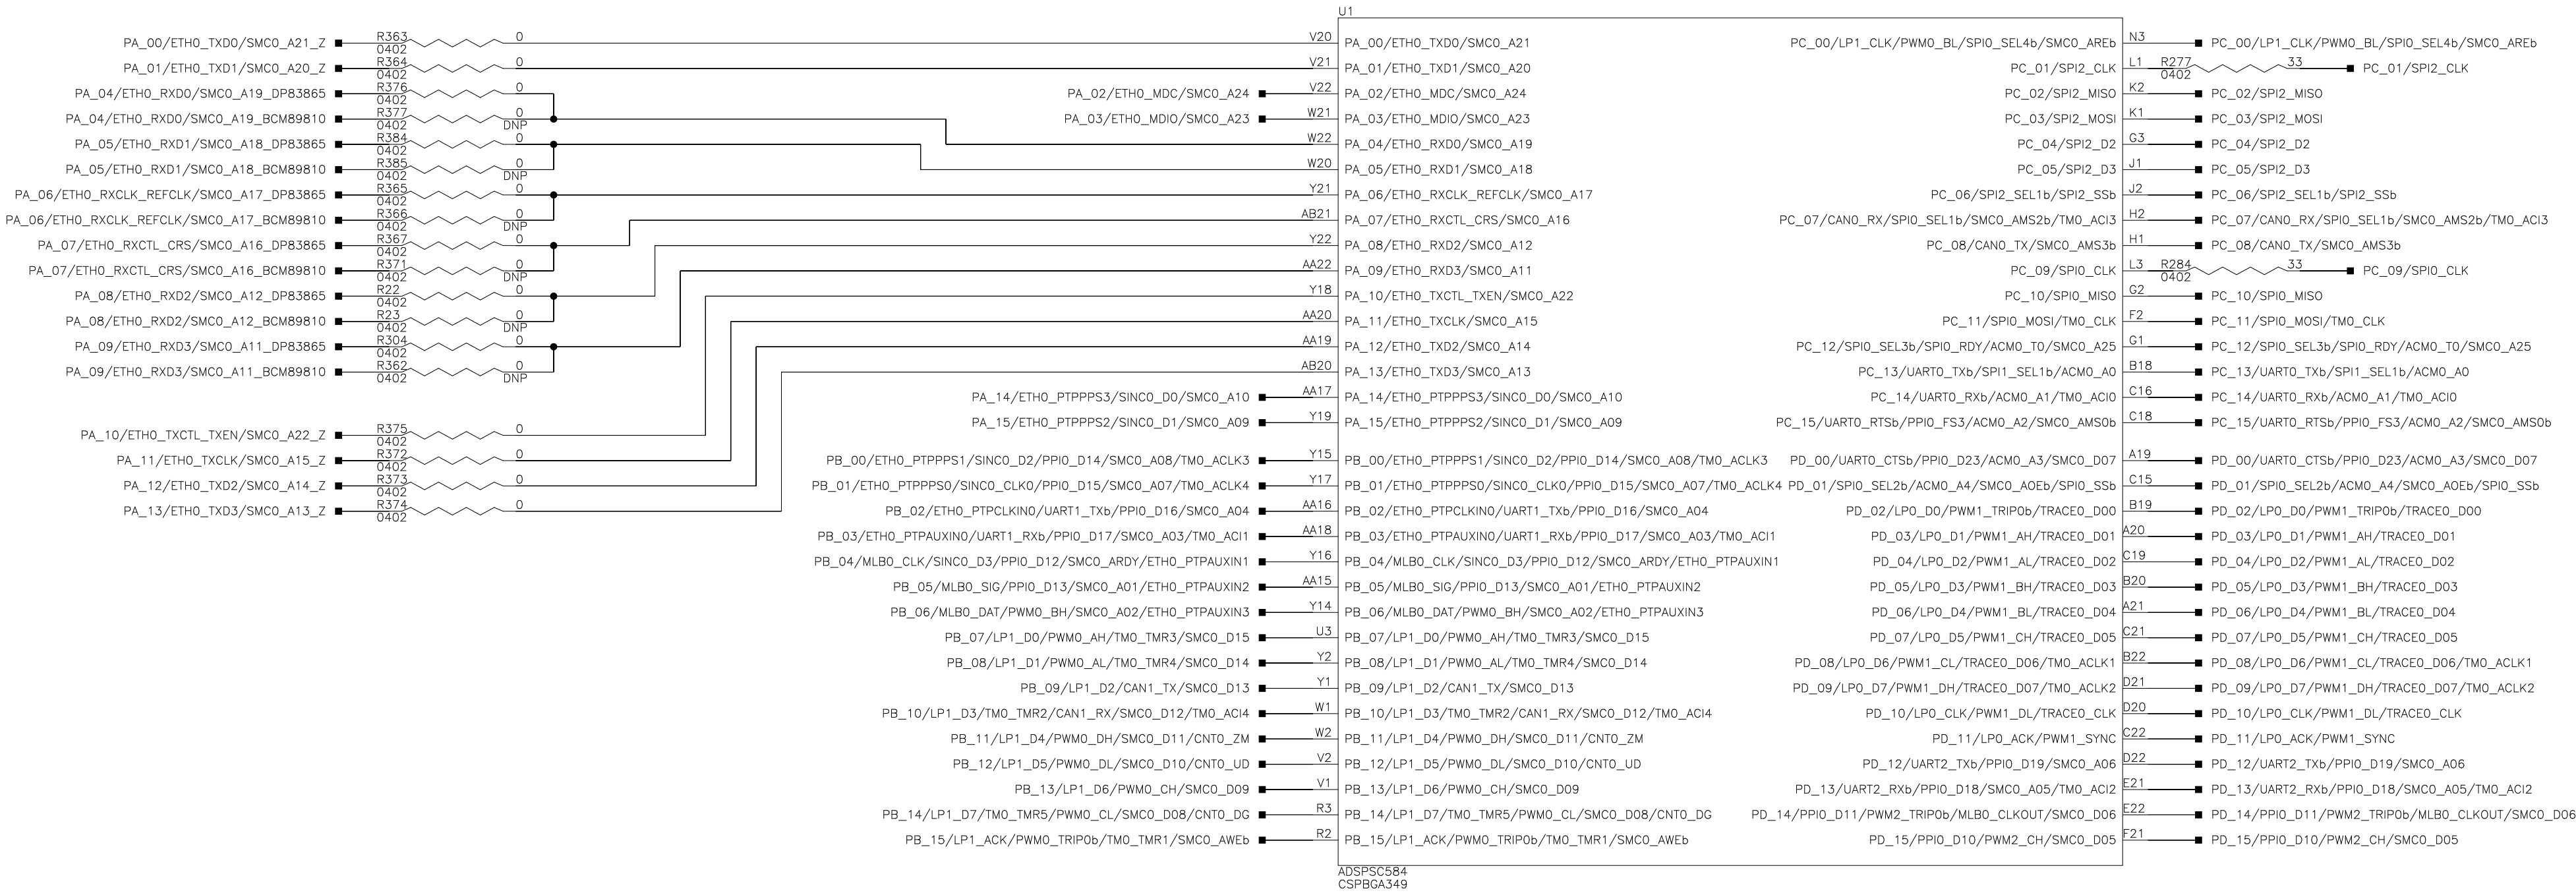 U1
PA_00/ETH0_TXD0/SMC0_A21_Z R363 0 0402 V20 PA_00/ETH0_TXD0/SMC0_A21 PC_00/LP1_CLK/PWM0_BL/SPI0_SEL4b/SMC0_AREb N3 PC_00/LP1_CLK/PWM0_BL/SPI0_SEL4b/SMC0_AREb
PA_01/ETH0_TXD1/SMC0_A20_Z R364 0 0402 V21 PA_01/ETH0_TXD1/SMC0_A20 PC_01/SPI2_CLK L1 R277 33 0402 PC_01/SPI2_CLK
PA_04/ETH0_RXD0/SMC0_A19_DP83865 R376 0 0402 PA_02/ETH0_MDC/SMC0_A24 V22 PA_02/ETH0_MDC/SMC0_A24 PC_02/SPI2_MISO K2 PC_02/SPI2_MISO
PA_04/ETH0_RXD0/SMC0_A19_BCM89810 R377 0 0402 DNP PA_03/ETH0_MDIO/SMC0_A23 W21 PA_03/ETH0_MDIO/SMC0_A23 PC_03/SPI2_MOSI K1 PC_03/SPI2_MOSI
PA_05/ETH0_RXD1/SMC0_A18_DP83865 R384 0 0402 W22 PA_04/ETH0_RXD0/SMC0_A19 PC_04/SPI2_D2 G3 PC_04/SPI2_D2
PA_05/ETH0_RXD1/SMC0_A18_BCM89810 R385 0 0402 DNP W20 PA_05/ETH0_RXD1/SMC0_A18 PC_05/SPI2_D3 J1 PC_05/SPI2_D3
PA_06/ETH0_RXCLK_REFCLK/SMC0_A17_DP83865 R365 0 0402 Y21 PA_06/ETH0_RXCLK_REFCLK/SMC0_A17 PC_06/SPI2_SEL1b/SPI2_SSb J2 PC_06/SPI2_SEL1b/SPI2_SSb
PA_06/ETH0_RXCLK_REFCLK/SMC0_A17_BCM89810 R366 0 0402 DNP AB21 PA_07/ETH0_RXCTL_CRS/SMC0_A16 PC_07/CAN0_RX/SPI0_SEL1b/SMC0_AMS2b/TM0_ACI3 H2 PC_07/CAN0_RX/SPI0_SEL1b/SMC0_AMS2b/TM0_ACI3
PA_07/ETH0_RXCTL_CRS/SMC0_A16_DP83865 R367 0 0402 Y22 PA_08/ETH0_RXD2/SMC0_A12 PC_08/CAN0_TX/SMC0_AMS3b H1 PC_08/CAN0_TX/SMC0_AMS3b
PA_07/ETH0_RXCTL_CRS/SMC0_A16_BCM89810 R371 0 0402 DNP AA22 PA_09/ETH0_RXD3/SMC0_A11 PC_09/SPI0_CLK L3 R284 33 0402 PC_09/SPI0_CLK
PA_08/ETH0_RXD2/SMC0_A12_DP83865 R22 0 0402 Y18 PA_10/ETH0_TXCTL_TXEN/SMC0_A22 PC_10/SPI0_MISO G2 PC_10/SPI0_MISO
PA_08/ETH0_RXD2/SMC0_A12_BCM89810 R23 0 0402 DNP AA20 PA_11/ETH0_TXCLK/SMC0_A15 PC_11/SPI0_MOSI/TM0_CLK F2 PC_11/SPI0_MOSI/TM0_CLK
PA_09/ETH0_RXD3/SMC0_A11_DP83865 R304 0 0402 AA19 PA_12/ETH0_TXD2/SMC0_A14 PC_12/SPI0_SEL3b/SPI0_RDY/ACM0_T0/SMC0_A25 G1 PC_12/SPI0_SEL3b/SPI0_RDY/ACM0_T0/SMC0_A25
PA_09/ETH0_RXD3/SMC0_A11_BCM89810 R362 0 0402 DNP AB20 PA_13/ETH0_TXD3/SMC0_A13 PC_13/UART0_TXb/SPI1_SEL1b/ACM0_A0 B18 PC_13/UART0_TXb/SPI1_SEL1b/ACM0_A0
PA_14/ETH0_PTPPPS3/SINC0_D0/SMC0_A10 AA17 PA_14/ETH0_PTPPPS3/SINC0_D0/SMC0_A10 PC_14/UART0_RXb/ACM0_A1/TM0_ACI0 C16 PC_14/UART0_RXb/ACM0_A1/TM0_ACI0
PA_15/ETH0_PTPPPS2/SINC0_D1/SMC0_A09 Y19 PA_15/ETH0_PTPPPS2/SINC0_D1/SMC0_A09 PC_15/UART0_RTSb/PPI0_FS3/ACM0_A2/SMC0_AMS0b C18 PC_15/UART0_RTSb/PPI0_FS3/ACM0_A2/SMC0_AMS0b
PA_10/ETH0_TXCTL_TXEN/SMC0_A22_Z R375 0 0402
PA_11/ETH0_TXCLK/SMC0_A15_Z R372 0 0402 PB_00/ETH0_PTPPPS1/SINC0_D2/PPI0_D14/SMC0_A08/TM0_ACLK3 Y15 PB_00/ETH0_PTPPPS1/SINC0_D2/PPI0_D14/SMC0_A08/TM0_ACLK3 PD_00/UART0_CTSb/PPI0_D23/ACM0_A3/SMC0_D07 A19 PD_00/UART0_CTSb/PPI0_D23/ACM0_A3/SMC0_D07
PA_12/ETH0_TXD2/SMC0_A14_Z R373 0 0402 PB_01/ETH0_PTPPPS0/SINC0_CLK0/PPI0_D15/SMC0_A07/TM0_ACLK4 Y17 PB_01/ETH0_PTPPPS0/SINC0_CLK0/PPI0_D15/SMC0_A07/TM0_ACLK4 PD_01/SPI0_SEL2b/ACM0_A4/SMC0_AOEb/SPI0_SSb C15 PD_01/SPI0_SEL2b/ACM0_A4/SMC0_AOEb/SPI0_SSb
PA_13/ETH0_TXD3/SMC0_A13_Z R374 0 0402 PB_02/ETH0_PTPCLKIN0/UART1_TXb/PPI0_D16/SMC0_A04 AA16 PB_02/ETH0_PTPCLKIN0/UART1_TXb/PPI0_D16/SMC0_A04 PD_02/LP0_D0/PWM1_TRIP0b/TRACE0_D00 B19 PD_02/LP0_D0/PWM1_TRIP0b/TRACE0_D00
PB_03/ETH0_PTPAUXIN0/UART1_RXb/PPI0_D17/SMC0_A03/TM0_ACI1 AA18 PB_03/ETH0_PTPAUXIN0/UART1_RXb/PPI0_D17/SMC0_A03/TM0_ACI1 PD_03/LP0_D1/PWM1_AH/TRACE0_D01 A20 PD_03/LP0_D1/PWM1_AH/TRACE0_D01
PB_04/MLB0_CLK/SINC0_D3/PPI0_D12/SMC0_ARDY/ETH0_PTPAUXIN1 Y16 PB_04/MLB0_CLK/SINC0_D3/PPI0_D12/SMC0_ARDY/ETH0_PTPAUXIN1 PD_04/LP0_D2/PWM1_AL/TRACE0_D02 C19 PD_04/LP0_D2/PWM1_AL/TRACE0_D02
PB_05/MLB0_SIG/PPI0_D13/SMC0_A01/ETH0_PTPAUXIN2 AA15 PB_05/MLB0_SIG/PPI0_D13/SMC0_A01/ETH0_PTPAUXIN2 PD_05/LP0_D3/PWM1_BH/TRACE0_D03 B20 PD_05/LP0_D3/PWM1_BH/TRACE0_D03
PB_06/MLB0_DAT/PWM0_BH/SMC0_A02/ETH0_PTPAUXIN3 Y14 PB_06/MLB0_DAT/PWM0_BH/SMC0_A02/ETH0_PTPAUXIN3 PD_06/LP0_D4/PWM1_BL/TRACE0_D04 A21 PD_06/LP0_D4/PWM1_BL/TRACE0_D04
PB_07/LP1_D0/PWM0_AH/TM0_TMR3/SMC0_D15 U3 PB_07/LP1_D0/PWM0_AH/TM0_TMR3/SMC0_D15 PD_07/LP0_D5/PWM1_CH/TRACE0_D05 C21 PD_07/LP0_D5/PWM1_CH/TRACE0_D05
PB_08/LP1_D1/PWM0_AL/TM0_TMR4/SMC0_D14 Y2 PB_08/LP1_D1/PWM0_AL/TM0_TMR4/SMC0_D14 PD_08/LP0_D6/PWM1_CL/TRACE0_D06/TM0_ACLK1 B22 PD_08/LP0_D6/PWM1_CL/TRACE0_D06/TM0_ACLK1
PB_09/LP1_D2/CAN1_TX/SMC0_D13 Y1 PB_09/LP1_D2/CAN1_TX/SMC0_D13 PD_09/LP0_D7/PWM1_DH/TRACE0_D07/TM0_ACLK2 D21 PD_09/LP0_D7/PWM1_DH/TRACE0_D07/TM0_ACLK2
PB_10/LP1_D3/TM0_TMR2/CAN1_RX/SMC0_D12/TM0_ACI4 W1 PB_10/LP1_D3/TM0_TMR2/CAN1_RX/SMC0_D12/TM0_ACI4 PD_10/LP0_CLK/PWM1_DL/TRACE0_CLK D20 PD_10/LP0_CLK/PWM1_DL/TRACE0_CLK
PB_11/LP1_D4/PWM0_DH/SMC0_D11/CNT0_ZM W2 PB_11/LP1_D4/PWM0_DH/SMC0_D11/CNT0_ZM PD_11/LP0_ACK/PWM1_SYNC C22 PD_11/LP0_ACK/PWM1_SYNC
PB_12/LP1_D5/PWM0_DL/SMC0_D10/CNT0_UD V2 PB_12/LP1_D5/PWM0_DL/SMC0_D10/CNT0_UD PD_12/UART2_TXb/PPI0_D19/SMC0_A06 D22 PD_12/UART2_TXb/PPI0_D19/SMC0_A06
PB_13/LP1_D6/PWM0_CH/SMC0_D09 V1 PB_13/LP1_D6/PWM0_CH/SMC0_D09 PD_13/UART2_RXb/PPI0_D18/SMC0_A05/TM0_ACI2 E21 PD_13/UART2_RXb/PPI0_D18/SMC0_A05/TM0_ACI2
PB_14/LP1_D7/TM0_TMR5/PWM0_CL/SMC0_D08/CNT0_DG R3 PB_14/LP1_D7/TM0_TMR5/PWM0_CL/SMC0_D08/CNT0_DG PD_14/PPI0_D11/PWM2_TRIP0b/MLB0_CLKOUT/SMC0_D06 E22 PD_14/PPI0_D11/PWM2_TRIP0b/MLB0_CLKOUT/SMC0_D06
PB_15/LP1_ACK/PWM0_TRIP0b/TM0_TMR1/SMC0_AWEb R2 PB_15/LP1_ACK/PWM0_TRIP0b/TM0_TMR1/SMC0_AWEb PD_15/PPI0_D10/PWM2_CH/SMC0_D05 F21 PD_15/PPI0_D10/PWM2_CH/SMC0_D05
ADSPSC584
CSPBGA349